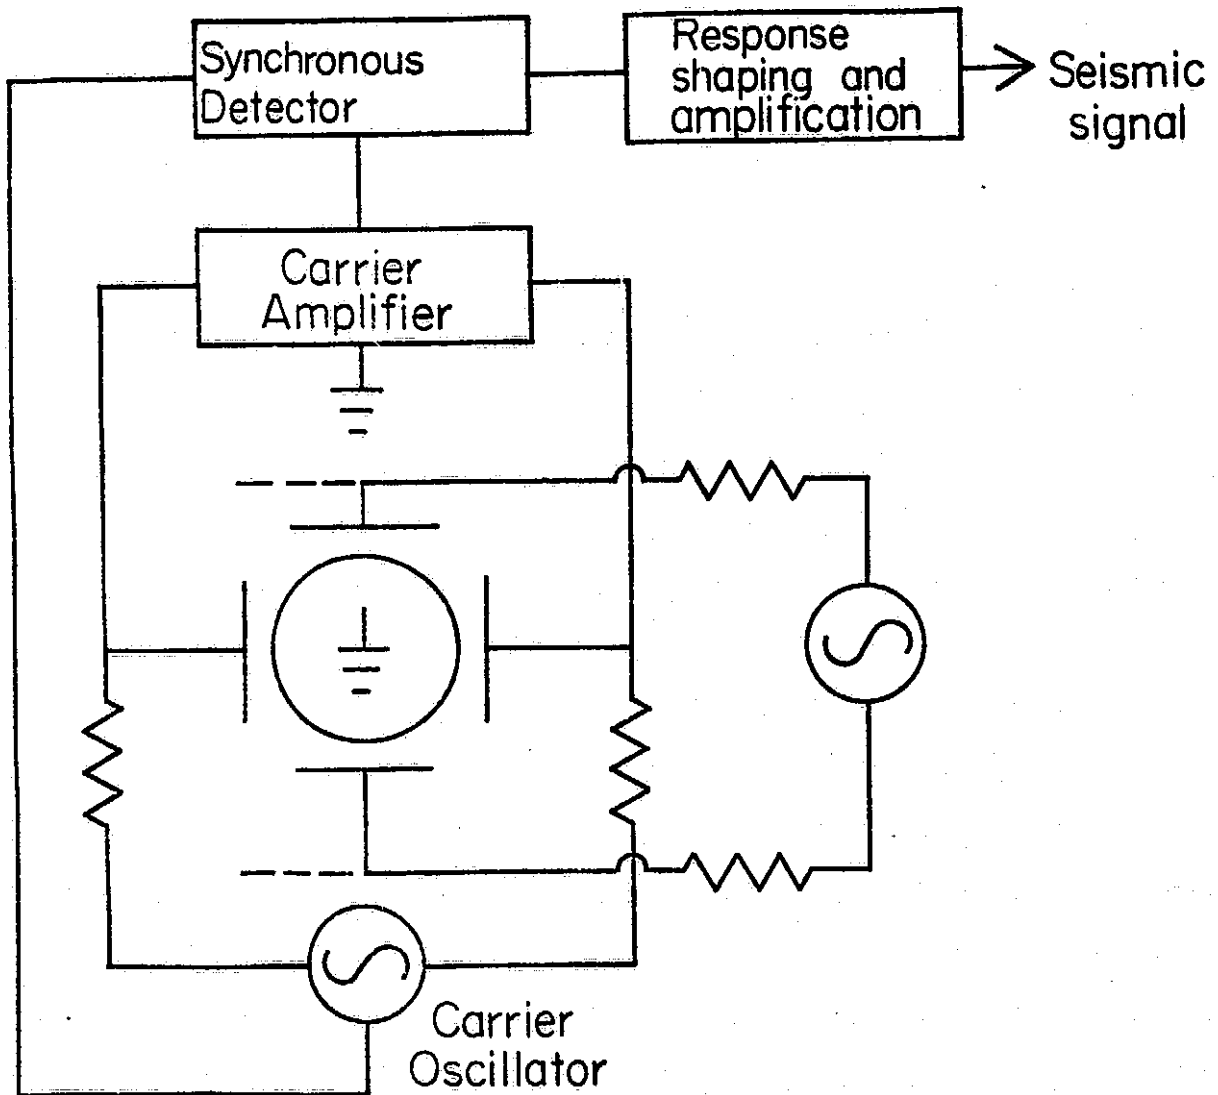 Synchronous
Detector
Response
shaping and
amplification
Seismic
signal
Carrier
Amplifier
Carrier
Oscillator